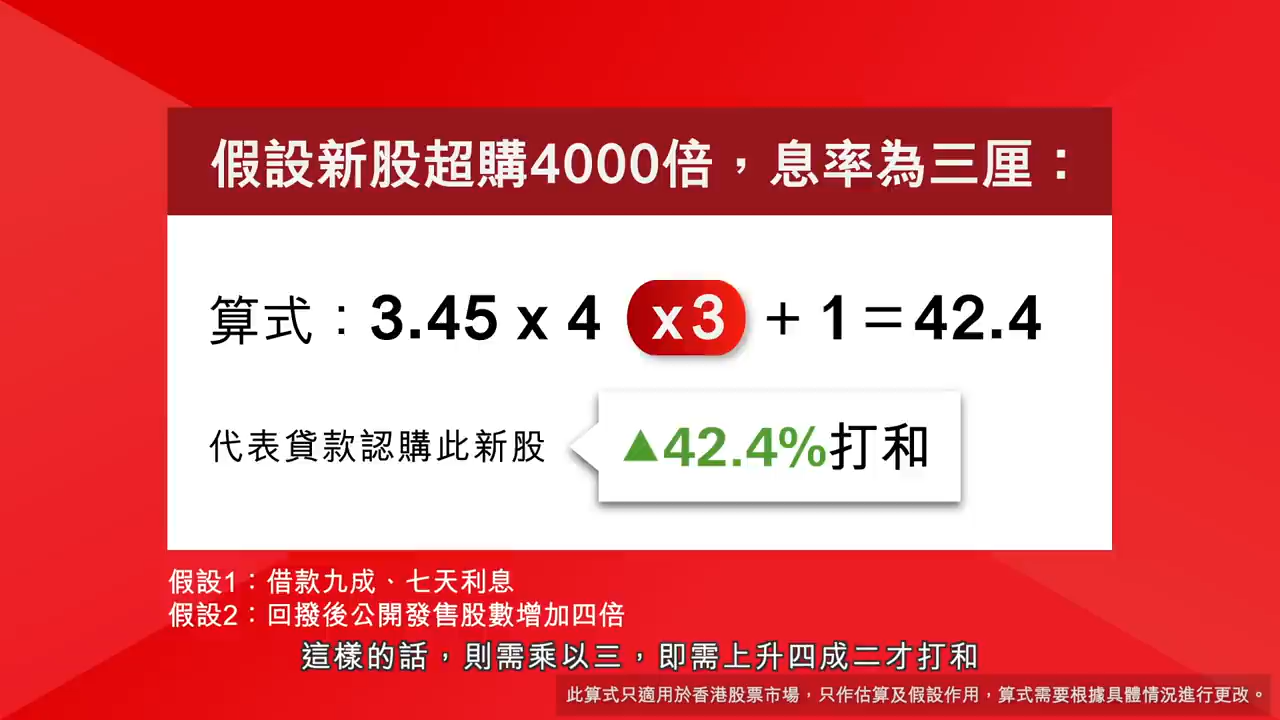 假設新股超購4000倍，息率為三厘：
算式：3.45 x 4 x3 + 1＝42.4
代表貸款認購此新股 ▲42.4%打和
假設1：借款九成、七天利息
假設2：回撥後公開發售股數增加四倍
這樣的話，則需乘以三，即需上升四成二才打和
此算式只適用於香港股票市場，只作估算及假設作用，算式需要根據具體情況進行更改。